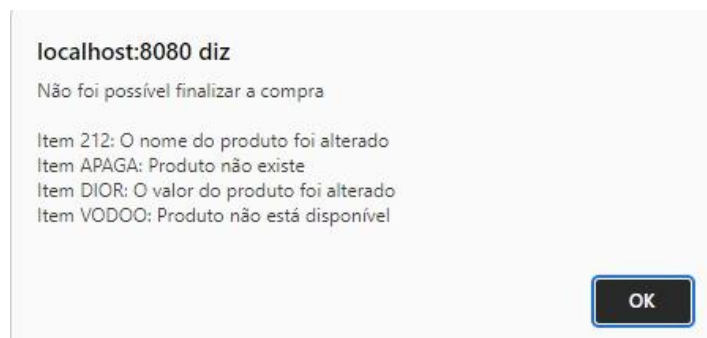 localhost:8080 diz
Não foi possível finalizar a compra
Item 212: O nome do produto foi alterado
Item APAGA: Produto não existe
Item DIOR: O valor do produto foi alterado
Item VODOO: Produto não está disponível
OK